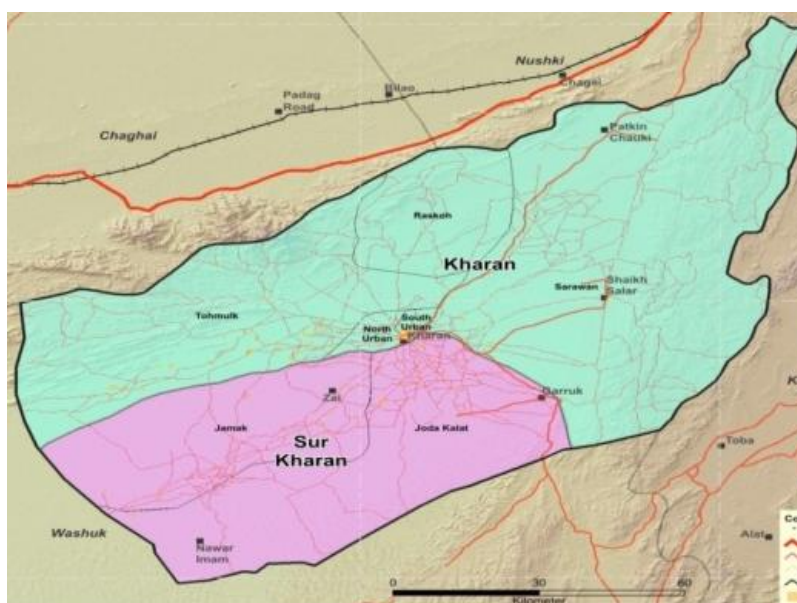 Nushki
Chagai
Padag
Road
Bilao
Chaghai
Patkin
Chauki
Raskoh
Kharan
Sarawan
Shaikh
Salar
Tohmulk
South
Urban
North
Urban
Kharan
Zai
Garruk
Jamak
Joda Kalat
Sur
Kharan
Toba
Washuk
Nawar
Imam
Alat
0 30 60
Kilometer